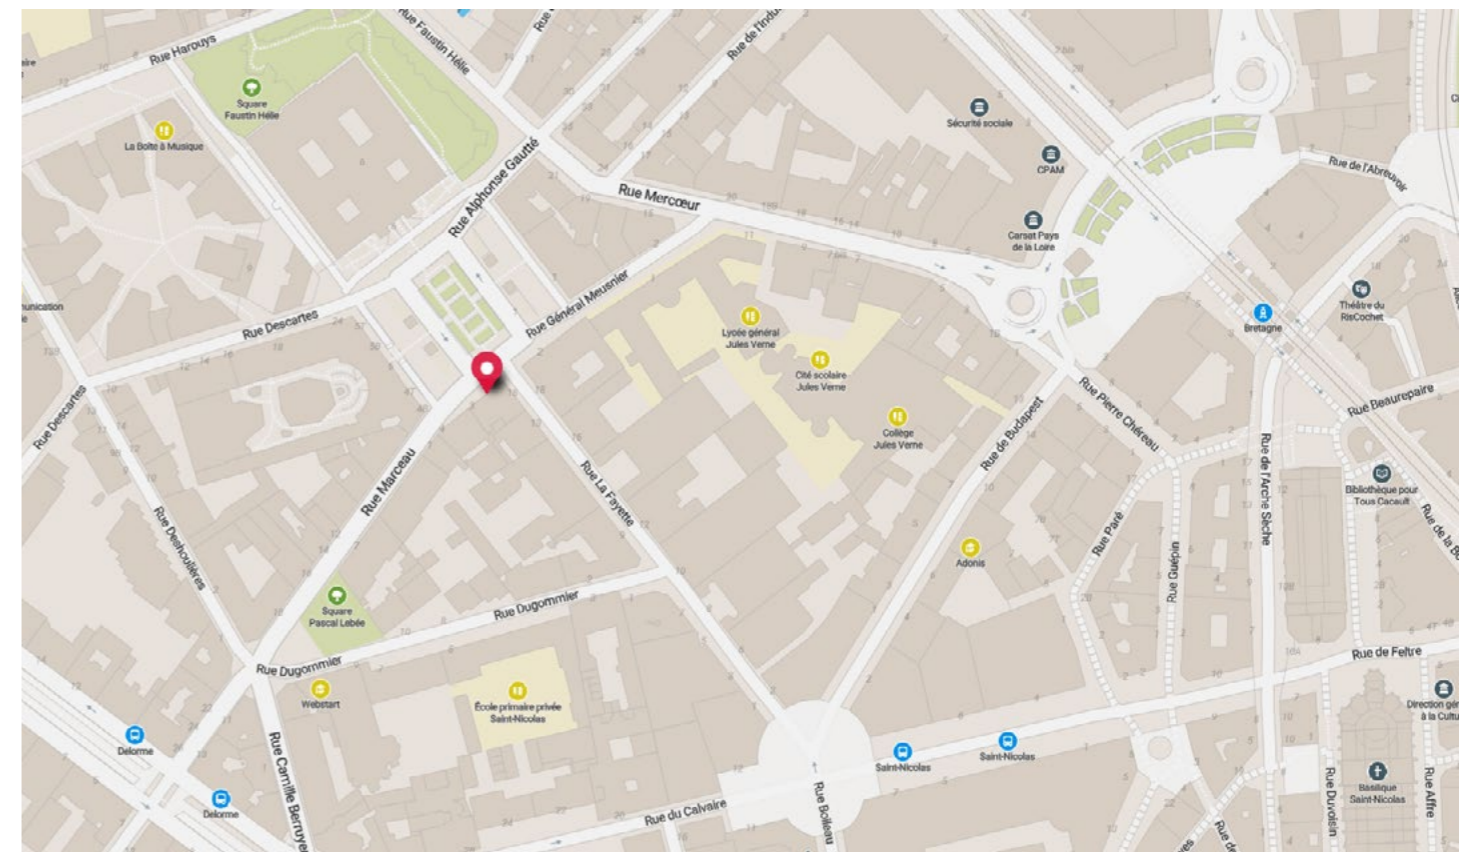 Rue Harouys
Rue Faustin Hélie
Square
Faustin Hélie
La Boîte à Musique
Rue Alphonse Gautté
Rue Mercœur
Sécurité sociale
CPAM
Carsat Pays
de la Loire
Rue de l'Abreuvoir
Rue Descartes
Rue Général Meusnier
Lycée général
Jules Verne
Cité scolaire
Jules Verne
Collège
Jules Verne
Bretagne
Théâtre du
RisCochet
Rue Descartes
Rue Marceau
Rue La Fayette
Rue de Budapest
Rue Pierre Chéreau
Rue Beaurepaire
Rue de l'Arche Sèche
Bibliothèque pour
Tous Cacault
Rue Deshoulières
Rue Paré
Rue Guépin
Adonis
Square
Pascal Lebée
Rue Dugommier
Rue Dugommier
Webstart
École primaire privée
Saint-Nicolas
Rue de Feltre
Delorme
Delorme
Rue Camille Berruyer
Rue du Calvaire
Rue Boileau
Saint-Nicolas
Saint-Nicolas
Rue Duvoisin
Basilique
Saint-Nicolas
Rue Affre